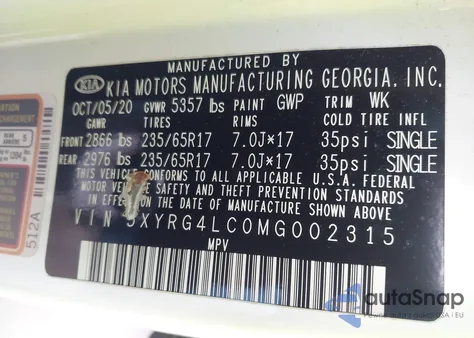 MANUFACTURED BY
KIA KIA MOTORS MANUFACTURING GEORGIA, INC.
OCT/05/20 GVWR 5357 lbs PAINT GWP TRIM WK
GAWR TIRES RIMS COLD TIRE INFL
FRONT 2866 lbs 235/65R17 7.0J*17 35psi SINGLE
REAR 2976 lbs 235/65R17 7.0J*17 35psi SINGLE
THIS VEHICLE CONFORMS TO ALL APPLICABLE U.S.A. FEDERAL
MOTOR VEHICLE SAFETY AND THEFT PREVENTION STANDARDS
IN EFFECT ON THE DATE OF MANUFACTURE SHOWN ABOVE.
VIN XYRG4LC0MG002315
MPV
512A
5
autoSnap